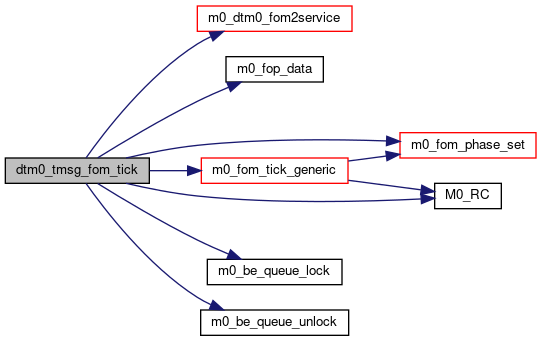 m0_dtm0_fom2service
m0_fop_data
m0_fom_phase_set
dtm0_tmsg_fom_tick
m0_fom_tick_generic
M0_RC
m0_be_queue_lock
m0_be_queue_unlock